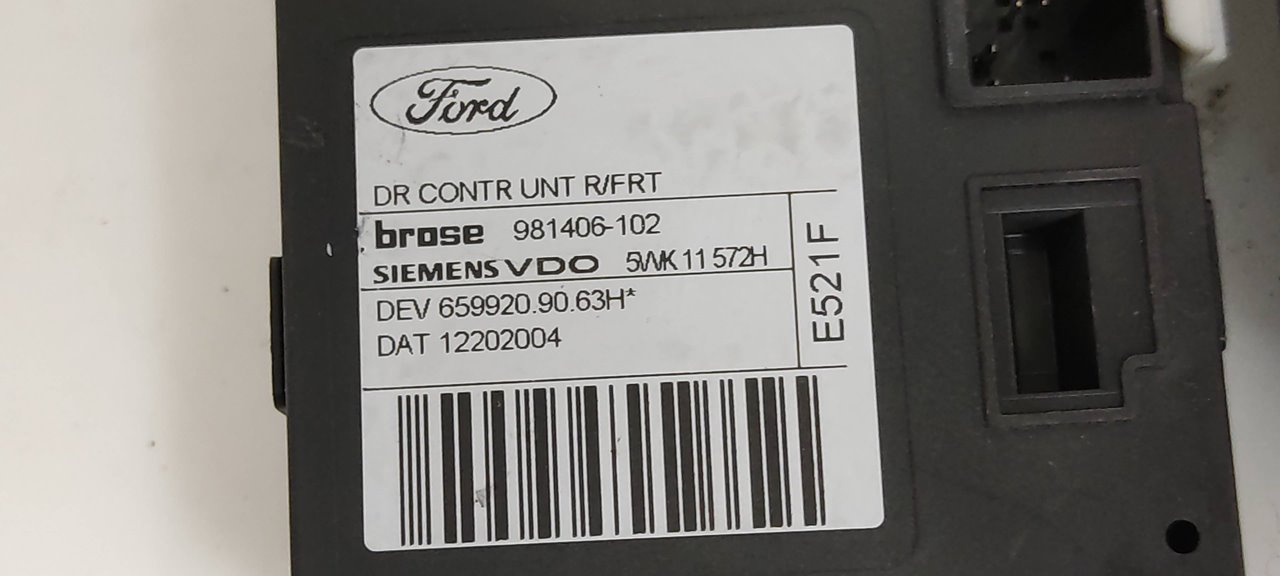 Ford
DR CONTR UNT R/FRT
brose 981406-102
SIEMENS VDO 5WK 11 572H
DEV 659920.90.63H*
DAT 12202004
E521F